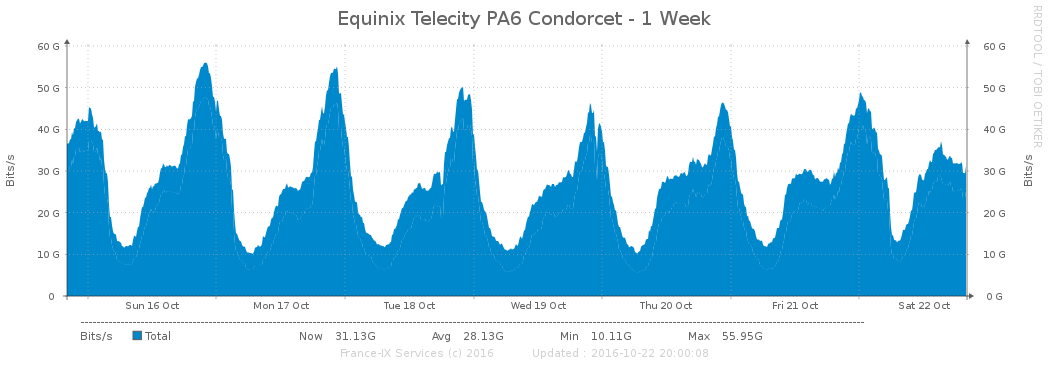 Equinix Telecity PA6 Condorcet - 1 Week
RRDTOOL / TOBI OETIKER
Bits/s
60 G 60 G
50 G 50 G
40 G 40 G
30 G 30 G
20 G 20 G
10 G 10 G
0 0 G
Bits/s
Sun 16 Oct Mon 17 Oct Tue 18 Oct Wed 19 Oct Thu 20 Oct Fri 21 Oct Sat 22 Oct
Bits/s Total Now 31.13G Avg 28.13G Min 10.11G Max 55.95G
France-IX Services (c) 2016 Updated : 2016-10-22 20:00:08